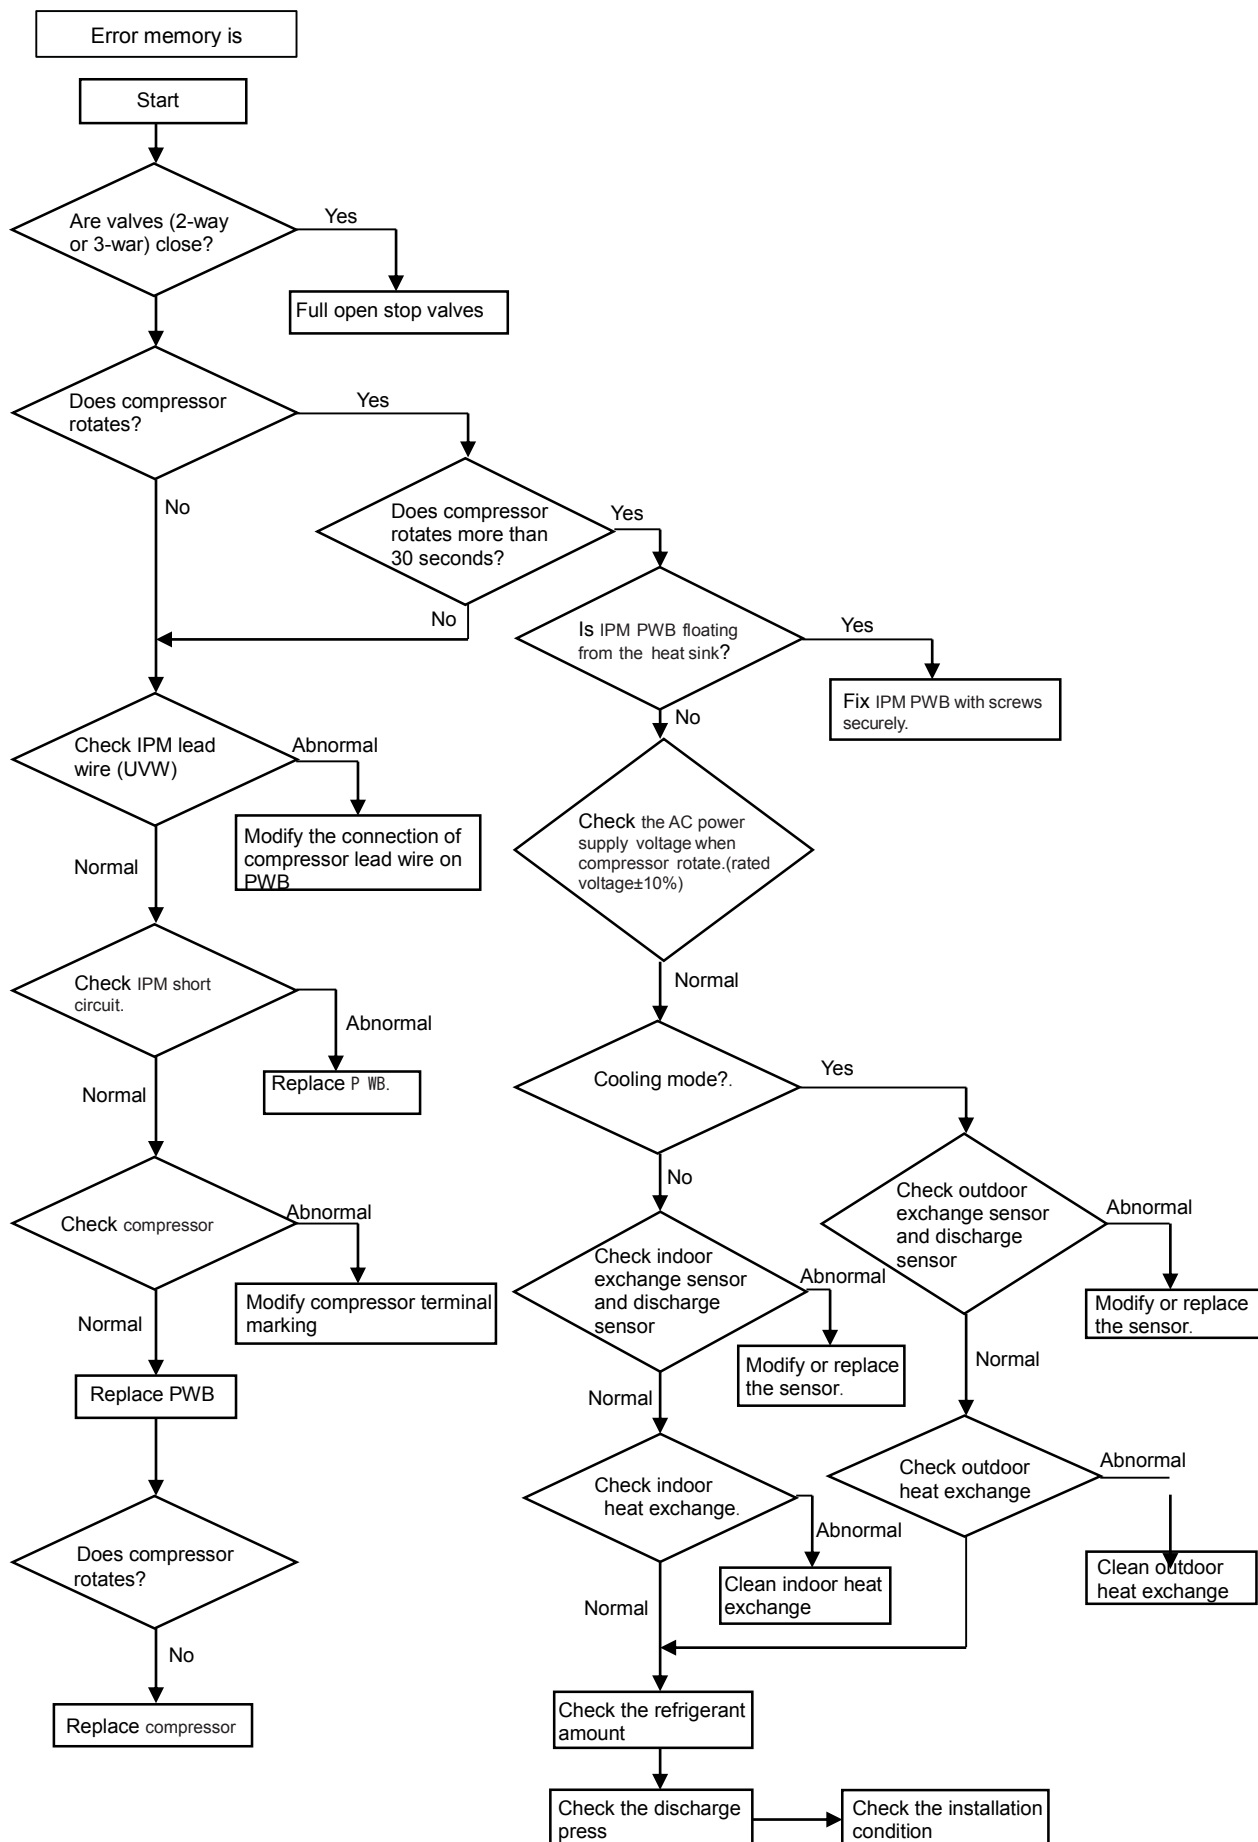 Error memory is
Start
Are valves (2-way
or 3-war) close?
Yes
Full open stop valves
Does compressor
rotates?
Yes
No
Does compressor
rotates more than
30 seconds?
Yes
No
Is IPM PWB floating
from the heat sink?
Yes
Fix IPM PWB with screws
securely.
No
Check IPM lead
wire (UVW)
Abnormal
Modify the connection of
compressor lead wire on
PWB
Normal
Check the AC power
supply voltage when
compressor rotate.(rated
voltage±10%)
Normal
Check IPM short
circuit.
Abnormal
Replace P WB.
Normal
Cooling mode?.
Yes
No
Check compressor
Abnormal
Modify compressor terminal
marking
Normal
Check indoor
exchange sensor
and discharge
sensor
Abnormal
Modify or replace
the sensor.
Normal
Check outdoor
exchange sensor
and discharge
sensor
Abnormal
Modify or replace
the sensor.
Normal
Replace PWB
Does compressor
rotates?
No
Replace compressor
Check indoor
heat exchange.
Abnormal
Clean indoor heat
exchange
Normal
Check outdoor
heat exchange
Abnormal
Clean outdoor
heat exchange
Check the refrigerant
amount
Check the discharge
press
Check the installation
condition